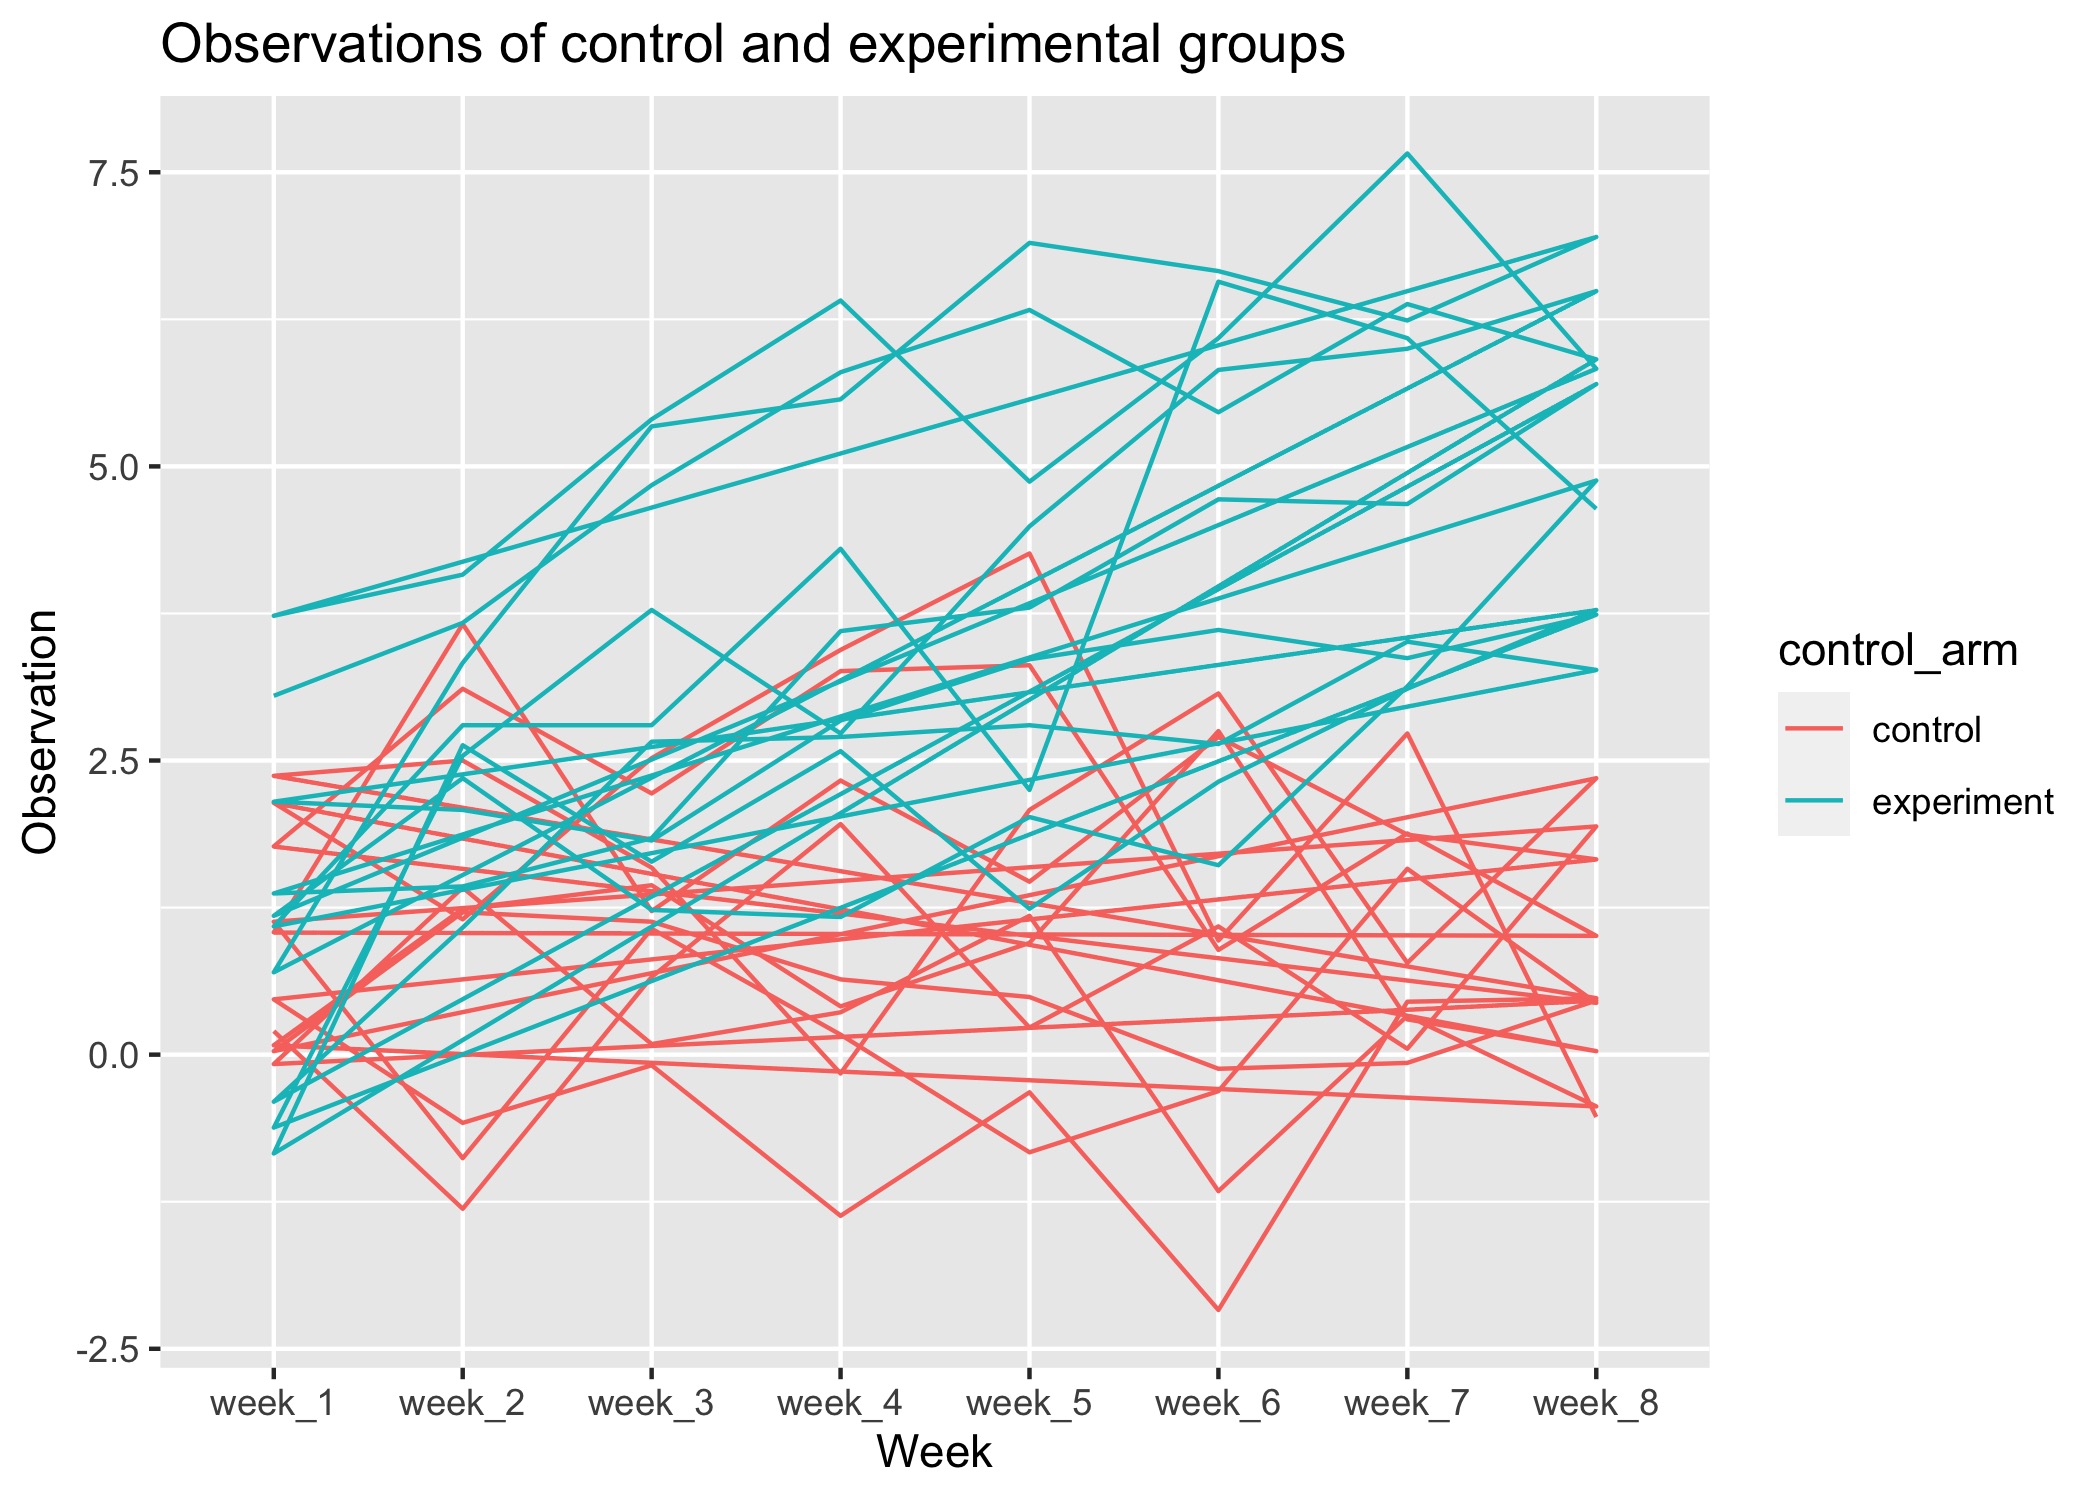 Observations of control and experimental groups
7.5
5.0
2.5
0.0
-2.5
Observation
week_1 week_2 week_3 week_4 week_5 week_6 week_7 week_8
Week
control_arm
control
experiment